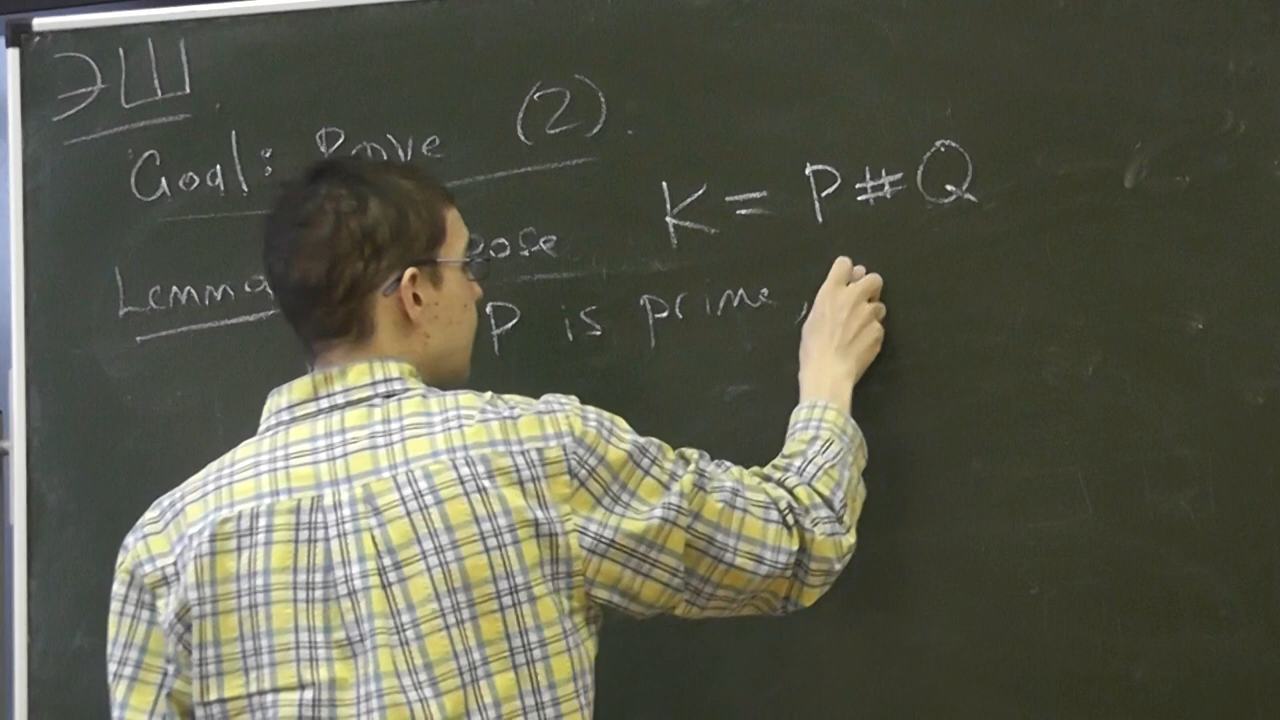 ЭШ
Goal: Prove (2).
Lemma K = P # Q
P is prime,